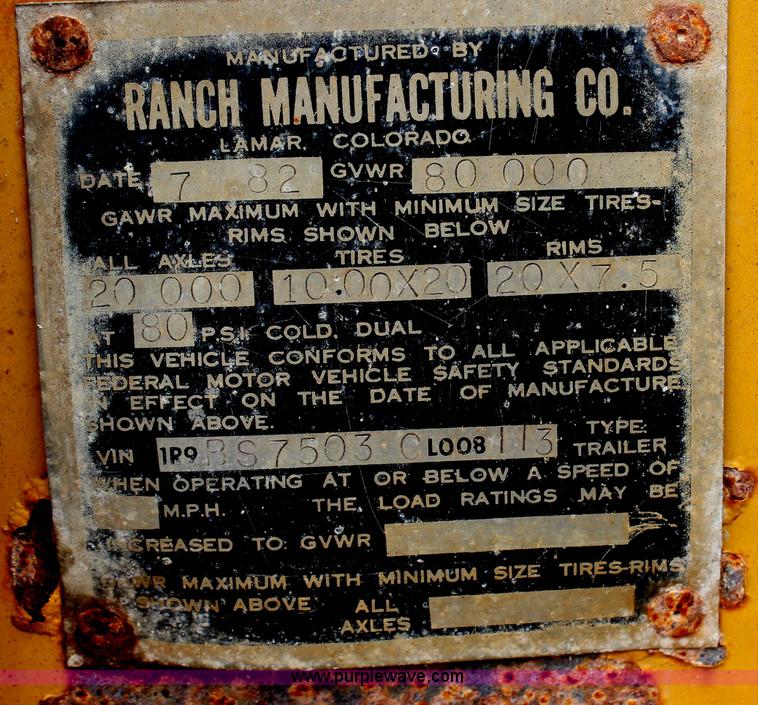 MANUFACTURED BY
RANCH MANUFACTURING CO.
LAMAR, COLORADO
DATE 7 82 GVWR 80 000
GAWR MAXIMUM WITH MINIMUM SIZE TIRES-
RIMS SHOWN BELOW
ALL AXLES TIRES RIMS
20 000 10:00X20 20 X 7.5
AT 80 PSI COLD DUAL
THIS VEHICLE CONFORMS TO ALL APPLICABLE
FEDERAL MOTOR VEHICLE SAFETY STANDARDS
IN EFFECT ON THE DATE OF MANUFACTURE
SHOWN ABOVE.
VIN 1R9BS7503 CL008113 TYPE: TRAILER
WHEN OPERATING AT OR BELOW A SPEED OF
M.P.H. THE LOAD RATINGS MAY BE
INCREASED TO: GVWR
GAWR MAXIMUM WITH MINIMUM SIZE TIRES-RIMS
SHOWN ABOVE ALL
AXLES
www.purplewave.com